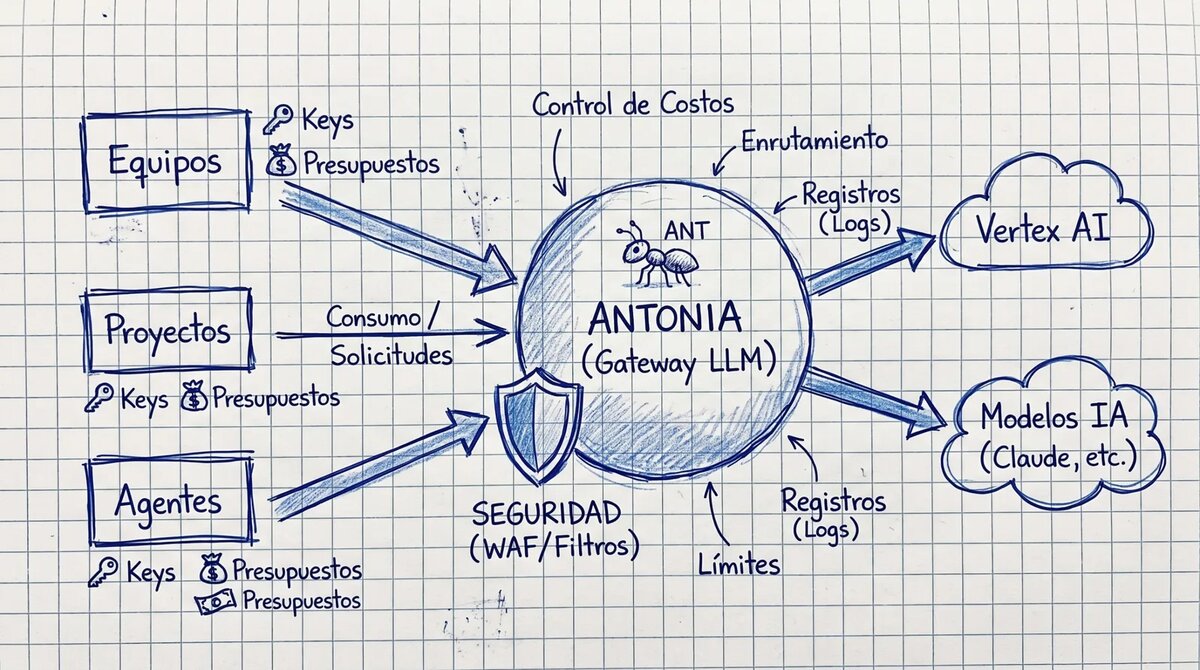 Equipos
Keys
Presupuestos
Proyectos
Keys Presupuestos
Agentes
Keys Presupuestos
Presupuestos
Consumo /
Solicitudes
Control de Costos
Enrutamiento
Registros
(Logs)
ANT
ANTONIA
(Gateway LLM)
SEGURIDAD
(WAF/Filtros)
Límites
Registros
(Logs)
Vertex AI
Modelos IA
(Claude, etc.)